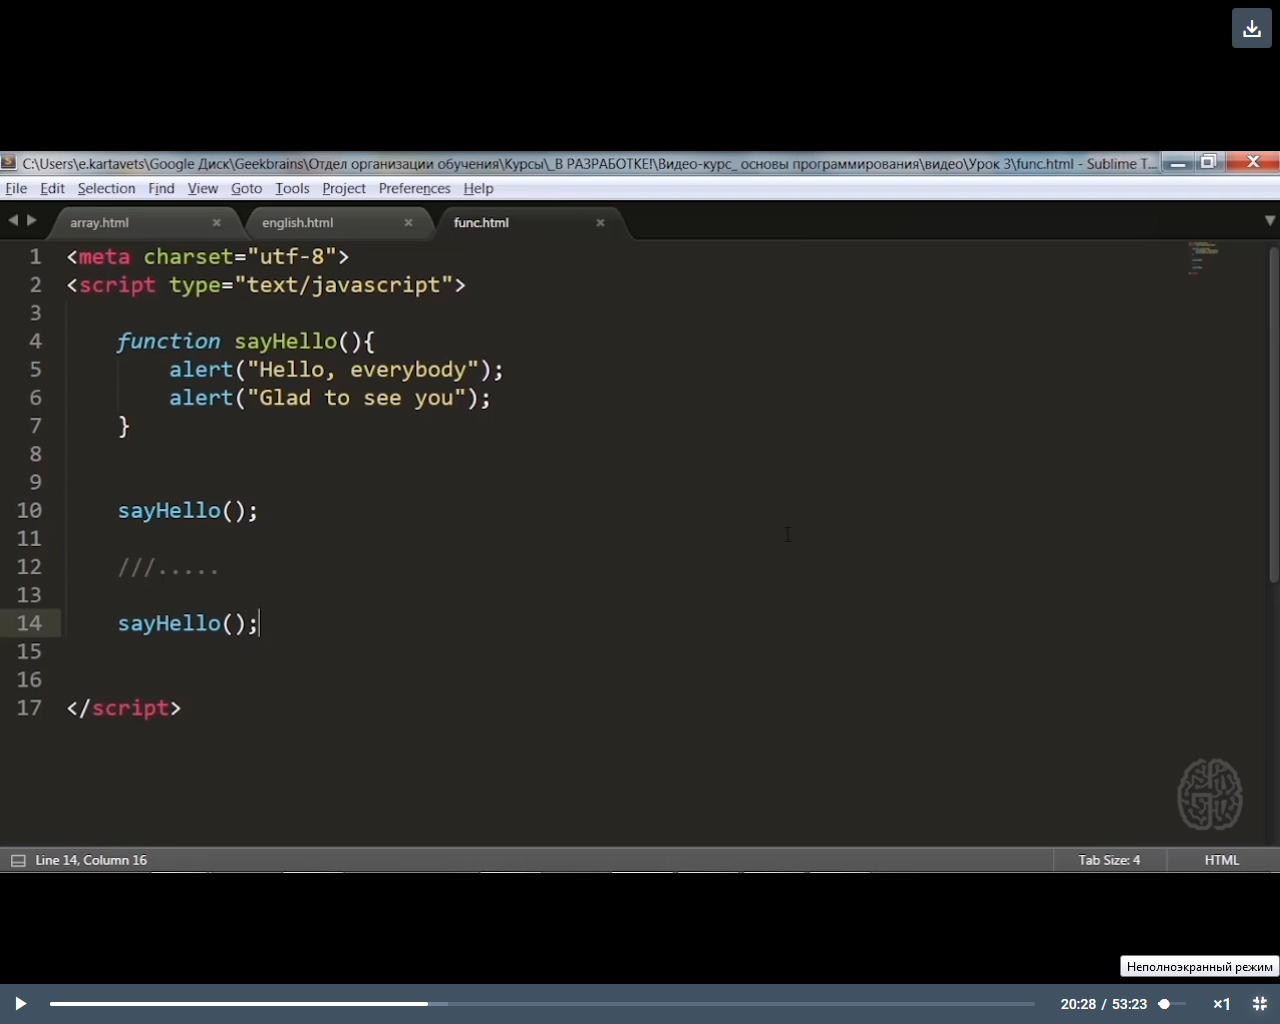 C:\Users\e.kartavets\Google Диск\Geekbrains\Отдел организации обучения\Курсы\_В РАЗРАБОТКЕ!\Видео-курс_ основы программирования\видео\Урок 3\func.html - Sublime T...
File Edit Selection Find View Goto Tools Project Preferences Help
array.html × english.html × func.html ×
1 <meta charset="utf-8">
2 <script type="text/javascript">
3
4 function sayHello(){
5 alert("Hello, everybody");
6 alert("Glad to see you");
7 }
8
9
10 sayHello();
11
12 ///.....
13
14 sayHello();
15
16
17 </script>
Line 14, Column 16 Tab Size: 4 HTML
Неполноэкранный режим
20:28 / 53:23 ×1